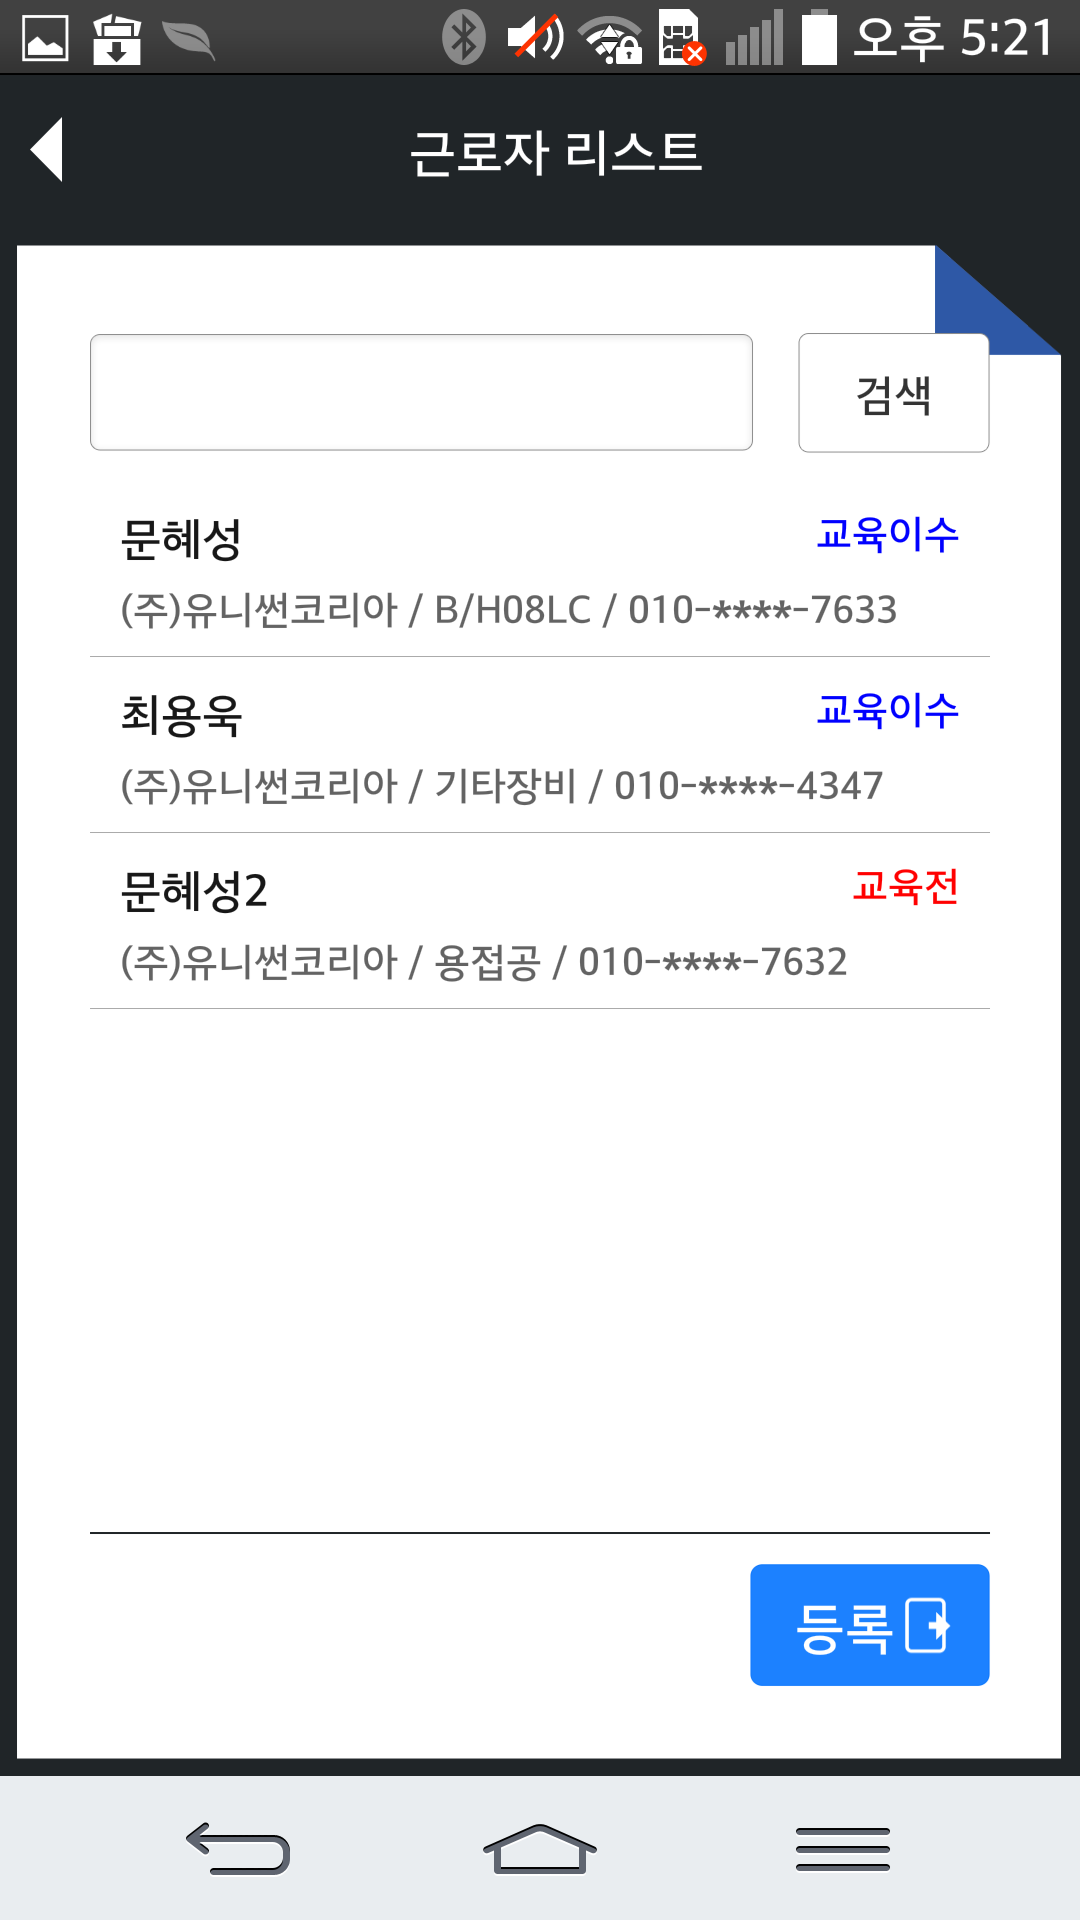 오후 5:21
근로자 리스트
검색
문혜성 교육이수
(주)유니썬코리아 / B/H08LC / 010-****-7633
최용욱 교육이수
(주)유니썬코리아 / 기타장비 / 010-****-4347
문혜성2 교육전
(주)유니썬코리아 / 용접공 / 010-****-7632
등록